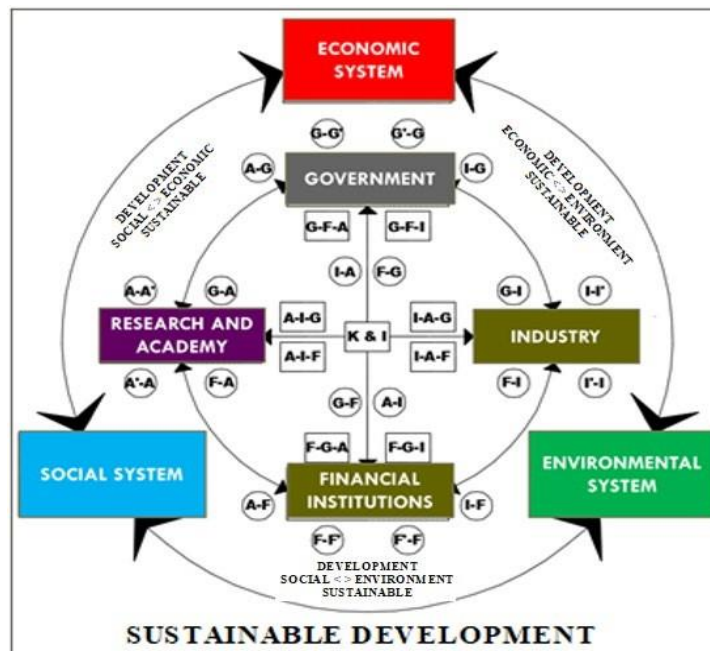 ECONOMIC
SYSTEM
G-G'
G'-G
A-G
GOVERNMENT
I-G
DEVELOPMENT
SOCIAL < > ECONOMIC
SUSTAINABLE
DEVELOPMENT
ECONOMIC < > ENVIRONMENT
SUSTAINABLE
G-F-A
G-F-I
I-A
F-G
A-A'
G-A
G-I
I-I'
RESEARCH AND
ACADEMY
A-I-G
A-I-F
K & I
I-A-G
I-A-F
INDUSTRY
A'-A
F-A
F-I
I'-I
G-F
A-I
SOCIAL SYSTEM
F-G-A
F-G-I
ENVIRONMENTAL
SYSTEM
FINANCIAL
INSTITUTIONS
A-F
I-F
F-F'
F'-F
DEVELOPMENT
SOCIAL < > ENVIRONMENT
SUSTAINABLE
SUSTAINABLE DEVELOPMENT